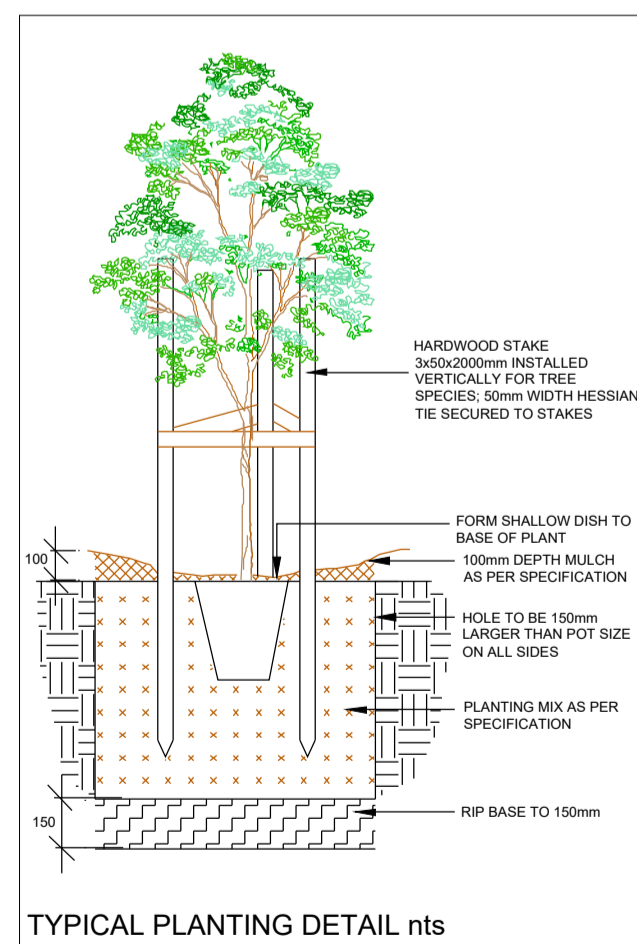 HARDWOOD STAKE
3x50x2000mm INSTALLED
VERTICALLY FOR TREE
SPECIES; 50mm WIDTH HESSIAN
TIE SECURED TO STAKES
FORM SHALLOW DISH TO
BASE OF PLANT
100
100mm DEPTH MULCH
AS PER SPECIFICATION
HOLE TO BE 150mm
LARGER THAN POT SIZE
ON ALL SIDES
PLANTING MIX AS PER
SPECIFICATION
150
RIP BASE TO 150mm
TYPICAL PLANTING DETAIL nts